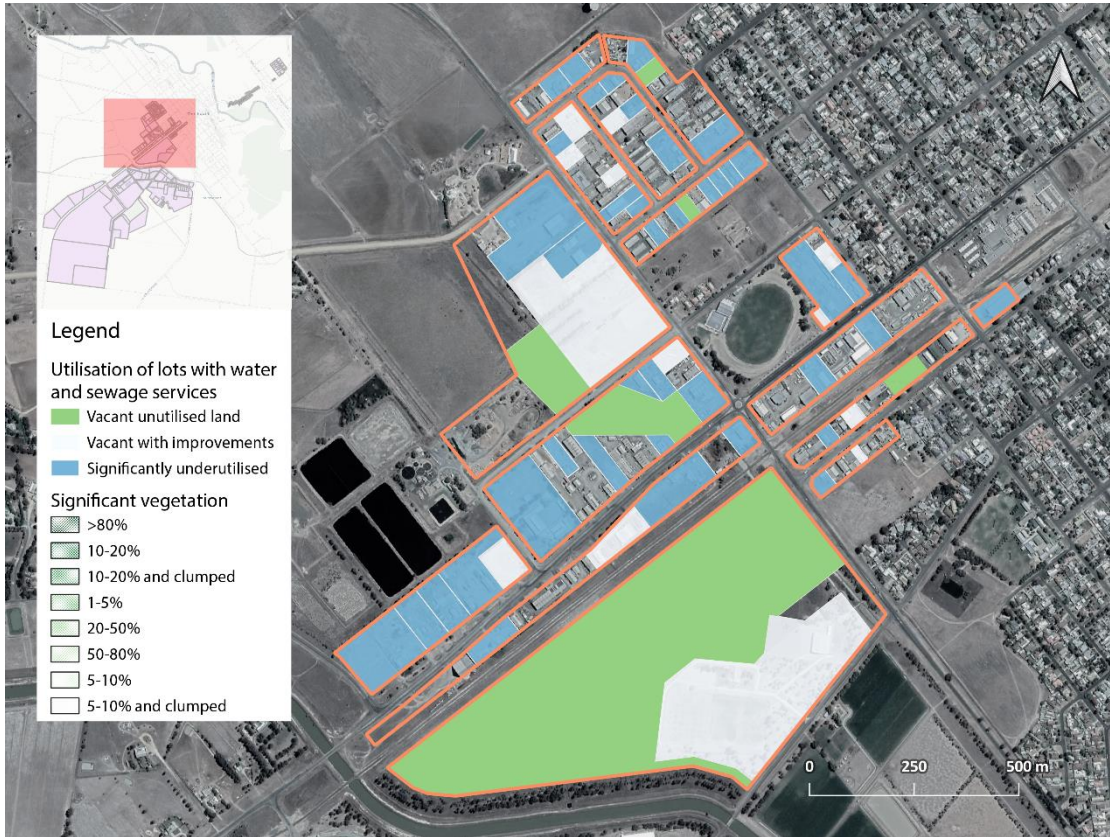 Legend
Utilisation of lots with water
and sewage services
Vacant unutilised land
Vacant with improvements
Significantly underutilised
Significant vegetation
>80%
10-20%
10-20% and clumped
1-5%
20-50%
50-80%
5-10%
5-10% and clumped
0 250 500 m